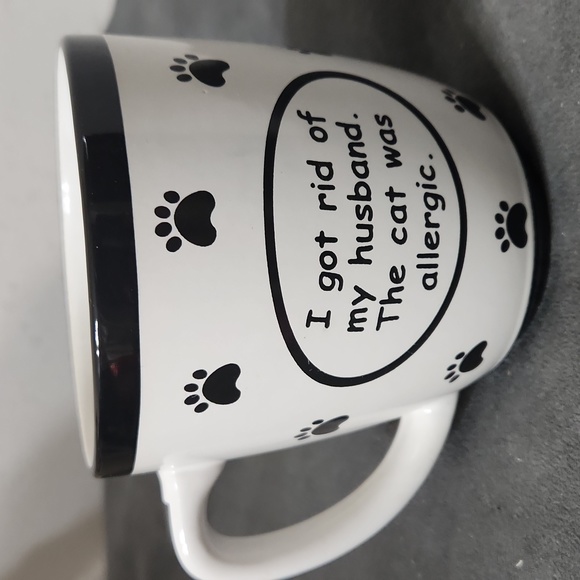 I got rid of
my husband.
The cat was
allergic.